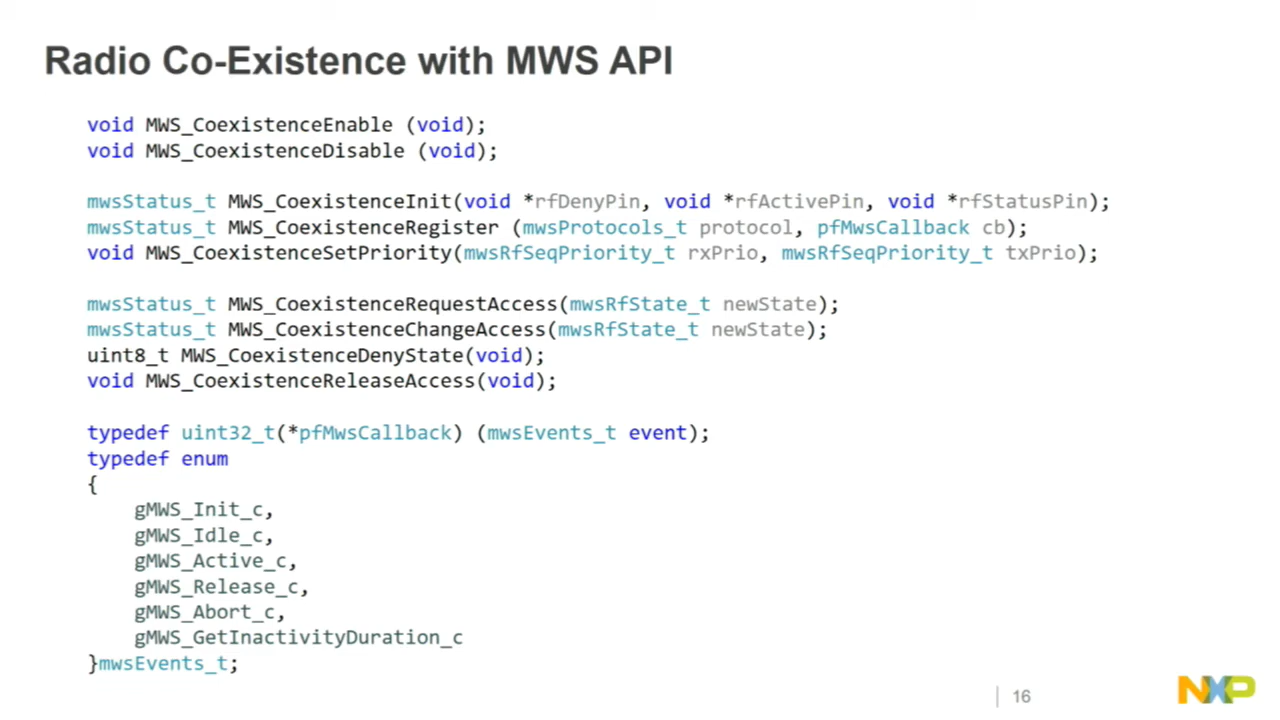 Radio Co-Existence with MWS API
void MWS_CoexistenceEnable (void);
void MWS_CoexistenceDisable (void);
mwsStatus_t MWS_CoexistenceInit(void *rfDenyPin, void *rfActivePin, void *rfStatusPin);
mwsStatus_t MWS_CoexistenceRegister (mwsProtocols_t protocol, pfMwsCallback cb);
void MWS_CoexistenceSetPriority(mwsRfSeqPriority_t rxPrio, mwsRfSeqPriority_t txPrio);
mwsStatus_t MWS_CoexistenceRequestAccess(mwsRfState_t newState);
mwsStatus_t MWS_CoexistenceChangeAccess(mwsRfState_t newState);
uint8_t MWS_CoexistenceDenyState(void);
void MWS_CoexistenceReleaseAccess(void);
typedef uint32_t(*pfMwsCallback) (mwsEvents_t event);
typedef enum
{
gMWS_Init_c,
gMWS_Idle_c,
gMWS_Active_c,
gMWS_Release_c,
gMWS_Abort_c,
gMWS_GetInactivityDuration_c
}mwsEvents_t;
16
NXP